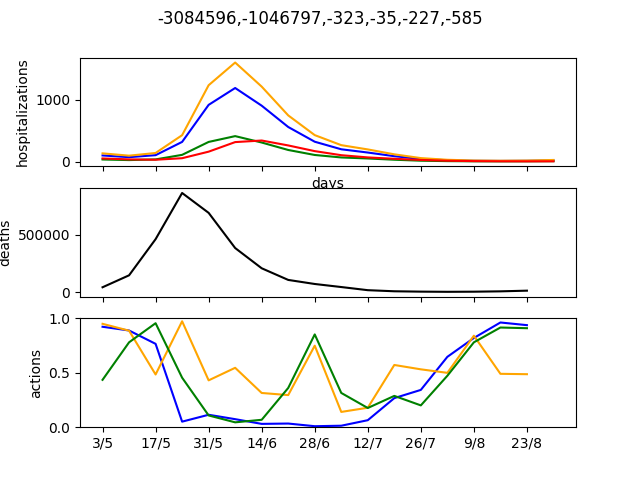 -3084596,-1046797,-323,-35,-227,-585
hospitalizations
1000
0
days
deaths
500000
0
actions
1.0
0.5
0.0
3/5 17/5 31/5 14/6 28/6 12/7 26/7 9/8 23/8